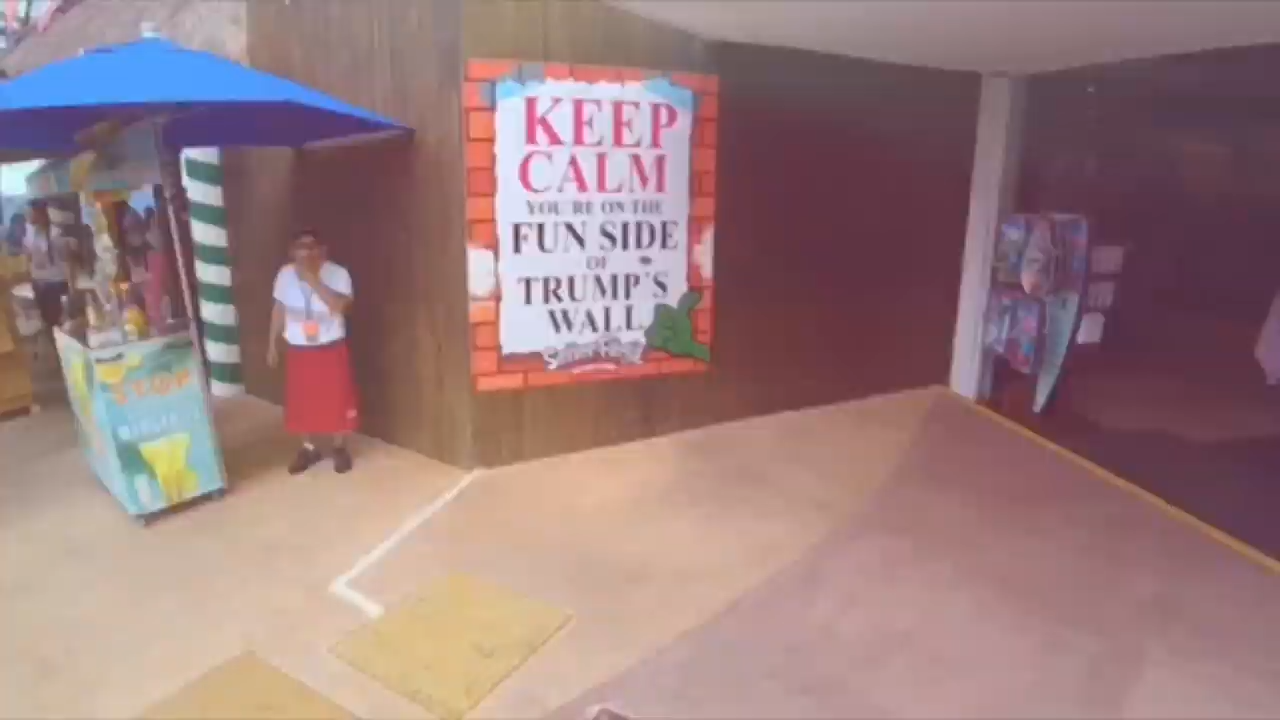 KEEP
CALM
YOU'RE ON THE
FUN SIDE
OF
TRUMP'S
WALL